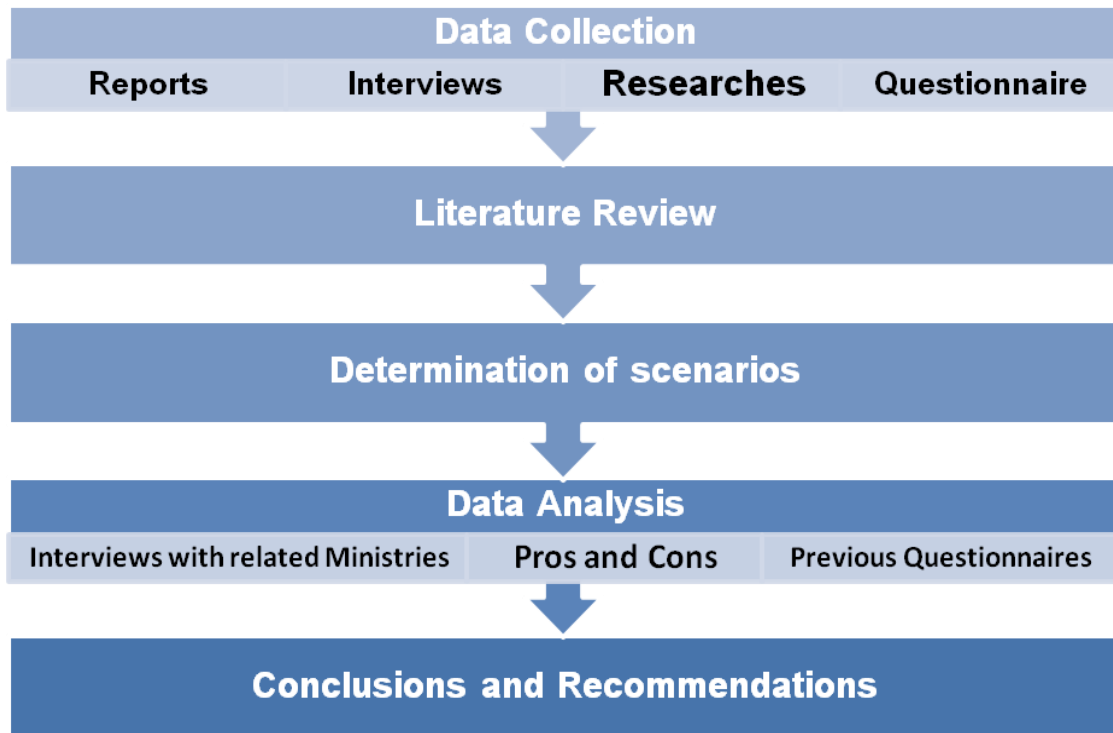 Data Collection
Reports Interviews Researches Questionnaire
Literature Review
Determination of scenarios
Data Analysis
Interviews with related Ministries Pros and Cons Previous Questionnaires
Conclusions and Recommendations